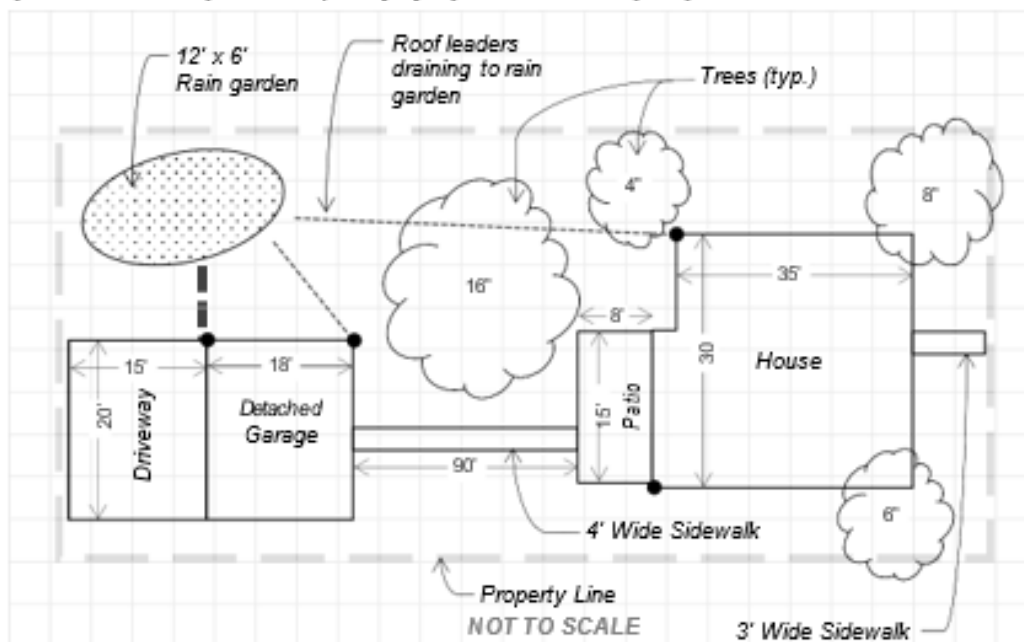 12' x 6'
Rain garden
Roof leaders
draining to rain
garden
Trees (typ.)
4"
8"
16"
35'
8'
30
House
15'
18'
20'
Driveway
Detached
Garage
15'
Patio
90'
6"
4' Wide Sidewalk
Property Line
NOT TO SCALE
3' Wide Sidewalk